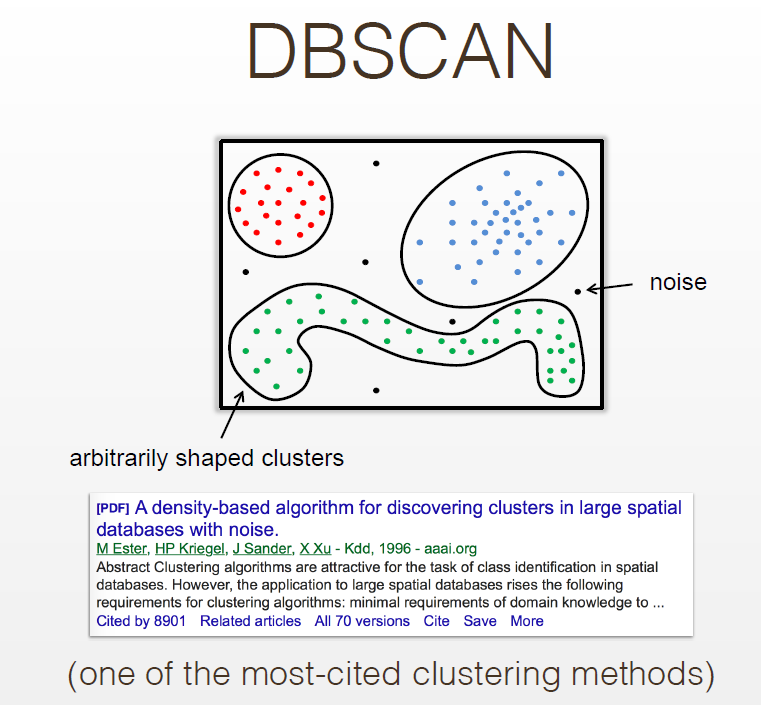 DBSCAN
noise
arbitrarily shaped clusters
[PDF] A density-based algorithm for discovering clusters in large spatial
databases with noise.
M Ester, HP Kriegel, J Sander, X Xu - Kdd, 1996 - aaai.org
Abstract Clustering algorithms are attractive for the task of class identification in spatial
databases. However, the application to large spatial databases rises the following
requirements for clustering algorithms: minimal requirements of domain knowledge to ...
Cited by 8901 Related articles All 70 versions Cite Save More
(one of the most-cited clustering methods)